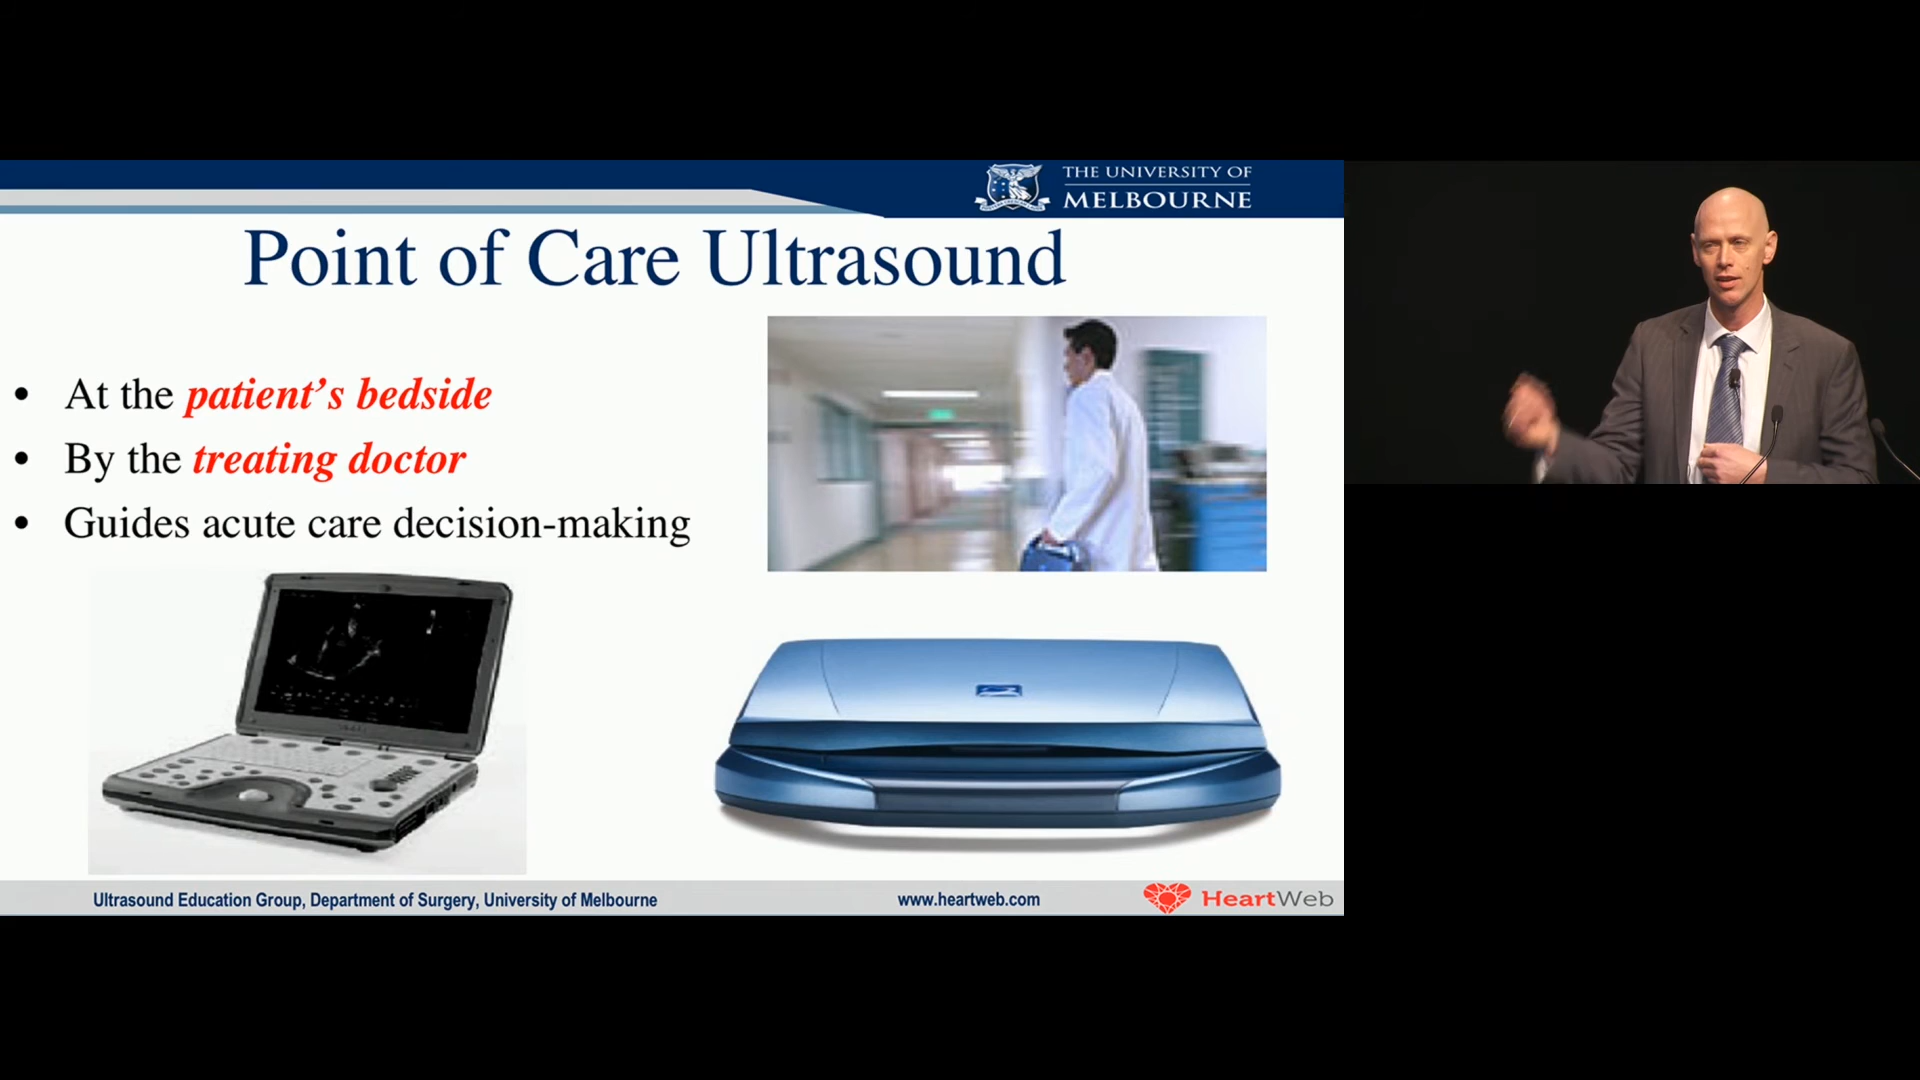 THE UNIVERSITY OF
MELBOURNE
Point of Care Ultrasound
• At the patient’s bedside
• By the treating doctor
• Guides acute care decision-making
Ultrasound Education Group, Department of Surgery, University of Melbourne
www.heartweb.com
HeartWeb